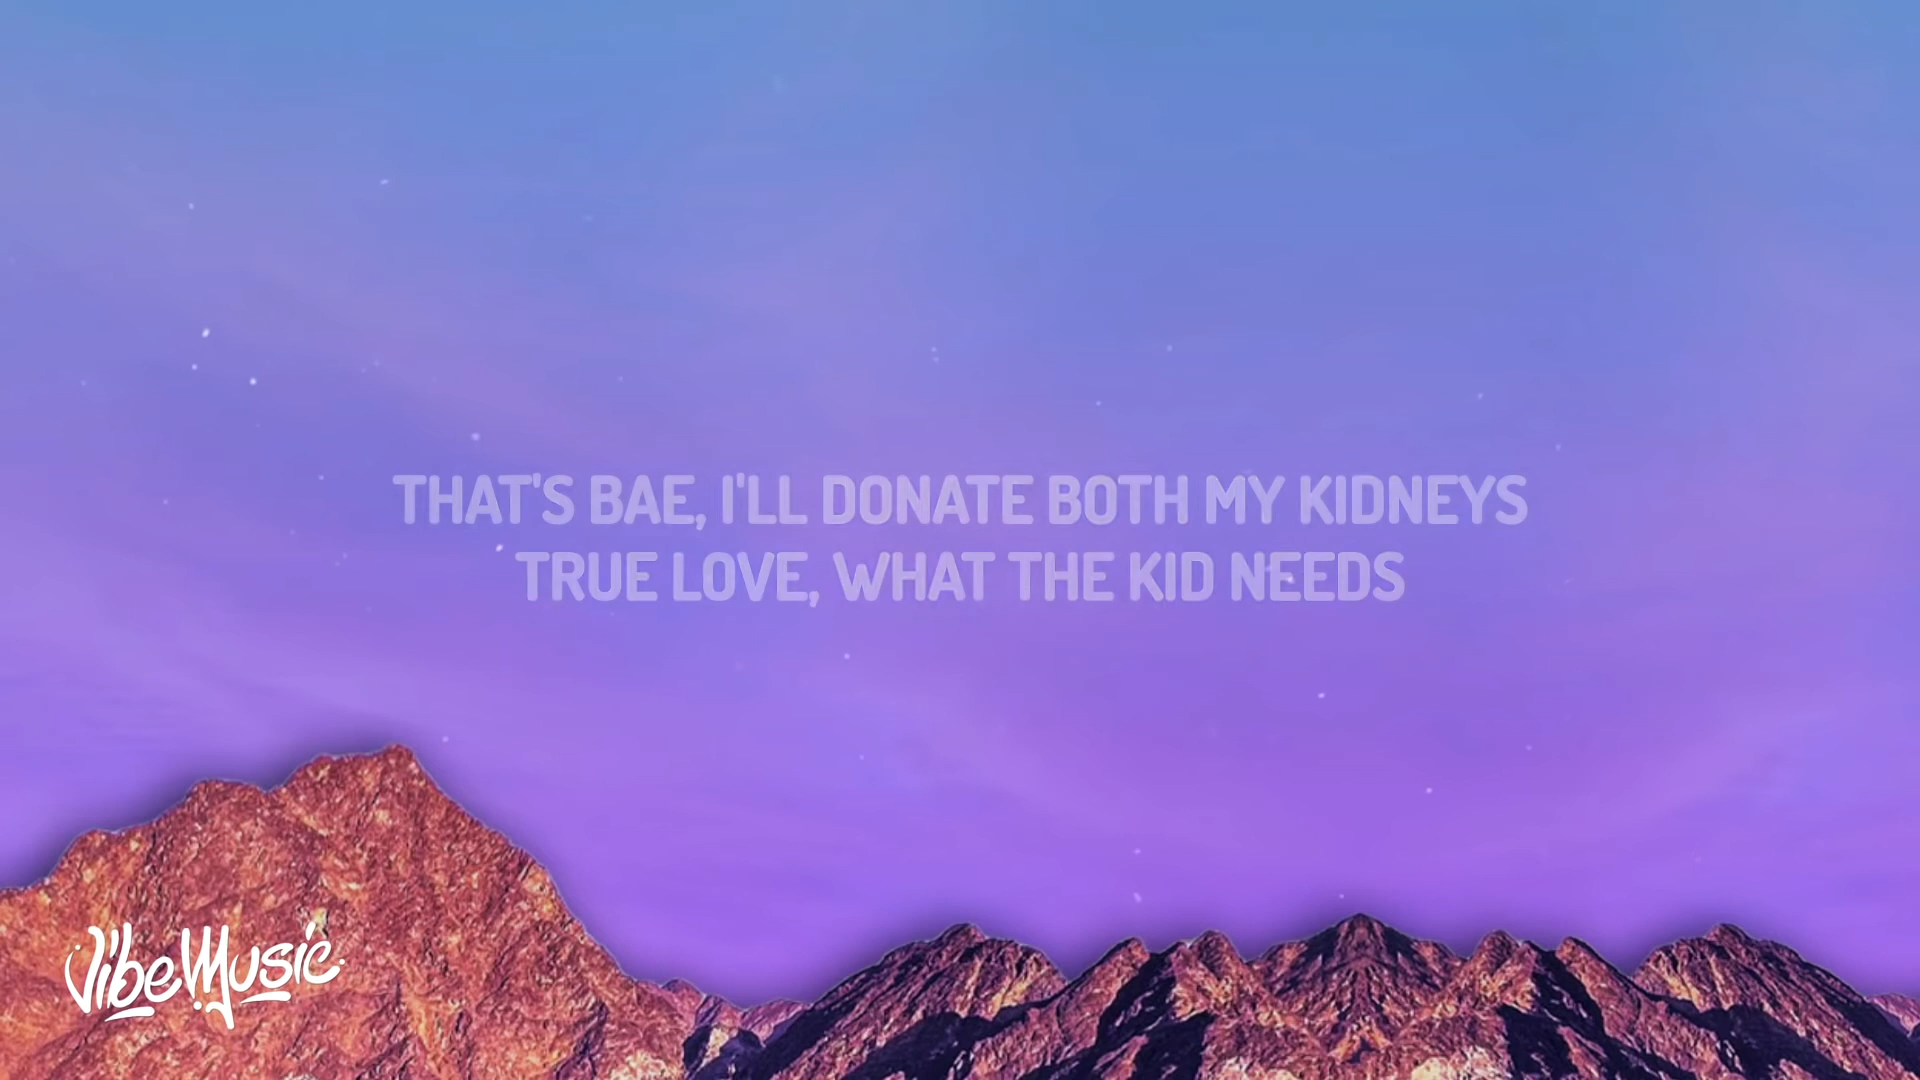 THAT'S BAE, I'LL DONATE BOTH MY KIDNEYS
TRUE LOVE, WHAT THE KID NEEDS
VibeMusic